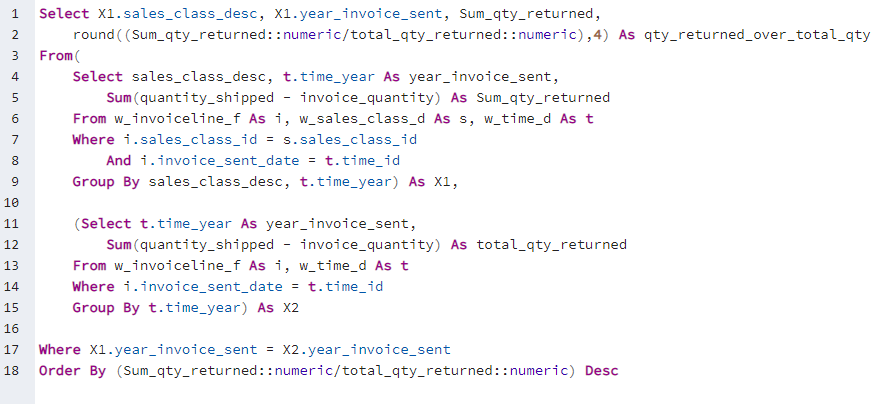 1 Select X1.sales_class_desc, X1.year_invoice_sent, Sum_qty_returned,
2 round((Sum_qty_returned::numeric/total_qty_returned::numeric),4) As qty_returned_over_total_qty
3 From(
4 Select sales_class_desc, t.time_year As year_invoice_sent,
5 Sum(quantity_shipped - invoice_quantity) As Sum_qty_returned
6 From w_invoiceline_f As i, w_sales_class_d As s, w_time_d As t
7 Where i.sales_class_id = s.sales_class_id
8 And i.invoice_sent_date = t.time_id
9 Group By sales_class_desc, t.time_year) As X1,
10
11 (Select t.time_year As year_invoice_sent,
12 Sum(quantity_shipped - invoice_quantity) As total_qty_returned
13 From w_invoiceline_f As i, w_time_d As t
14 Where i.invoice_sent_date = t.time_id
15 Group By t.time_year) As X2
16
17 Where X1.year_invoice_sent = X2.year_invoice_sent
18 Order By (Sum_qty_returned::numeric/total_qty_returned::numeric) Desc